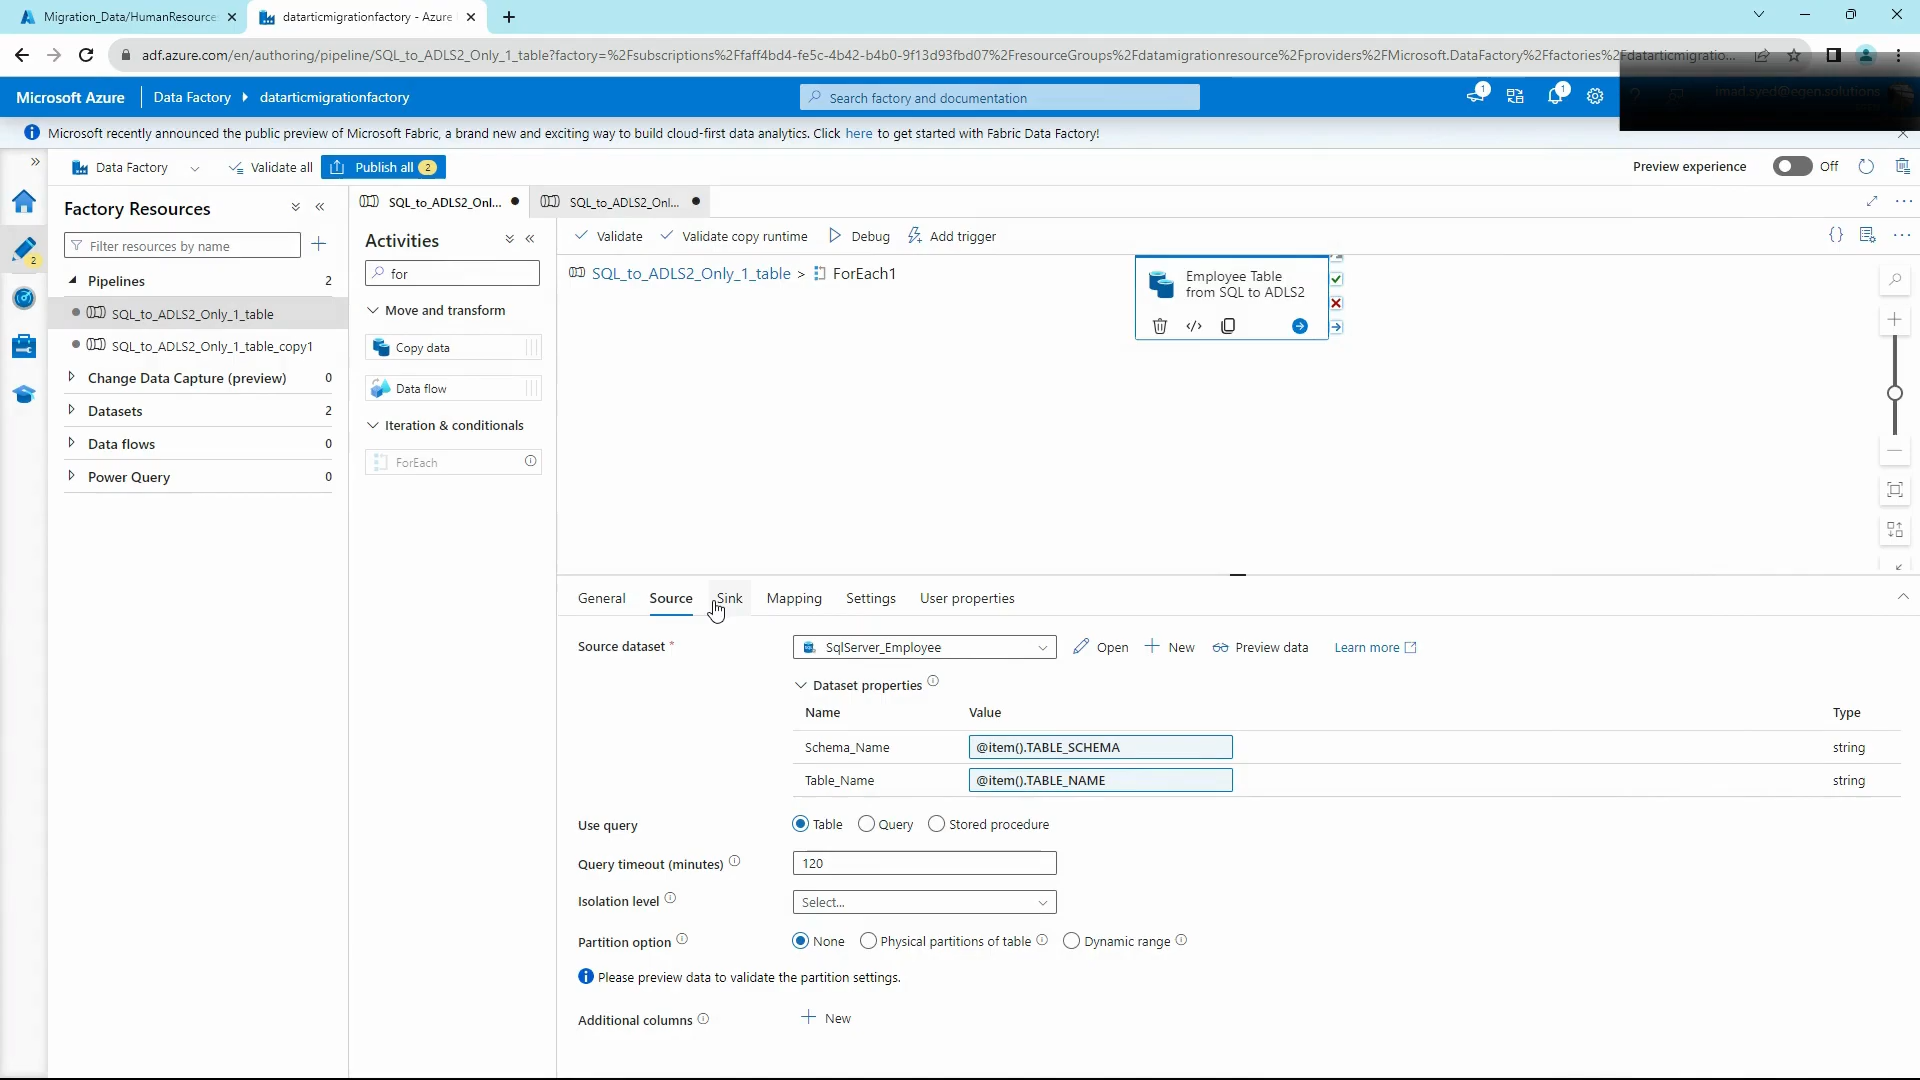 Migration_Data/HumanResource
datarticmigrationfactory - Azure
adf.azure.com/en/authoring/pipeline/SQL_to_ADLS2_Only_1_table?factory=%2Fsubscriptions%2Ffaff4bd4-fe5c-4b42-b4b0-9f13d93fbd07%2FresourceGroups%2Fdatamigrationresource%2Fproviders%2FMicrosoft.DataFactory%2Ffactories%2Fdatarticmigratio...
Microsoft Azure
Data Factory
datarticmigrationfactory
Search factory and documentation
1
1
imad.syed@egen.solutions
Microsoft recently announced the public preview of Microsoft Fabric, a brand new and exciting way to build cloud-first data analytics. Click here to get started with Fabric Data Factory!
Data Factory
Validate all
Publish all 2
Preview experience
Off
Factory Resources
Filter resources by name
2
Pipelines 2
SQL_to_ADLS2_Only_1_table
SQL_to_ADLS2_Only_1_table_copy1
Change Data Capture (preview) 0
Datasets 2
Data flows 0
Power Query 0
SQL_to_ADLS2_Onl...
SQL_to_ADLS2_Onl...
Activities
for
Move and transform
Copy data
Data flow
Iteration & conditionals
ForEach
Validate
Validate copy runtime
Debug
Add trigger
SQL_to_ADLS2_Only_1_table > ForEach1
Employee Table
from SQL to ADLS2
General
Source
Sink
Mapping
Settings
User properties
Source dataset *
SqlServer_Employee
Open
New
Preview data
Learn more
Dataset properties
Name Value Type
Schema_Name @item().TABLE_SCHEMA string
Table_Name @item().TABLE_NAME string
Use query
Table
Query
Stored procedure
Query timeout (minutes)
120
Isolation level
Select...
Partition option
None
Physical partitions of table
Dynamic range
Please preview data to validate the partition settings.
Additional columns
New